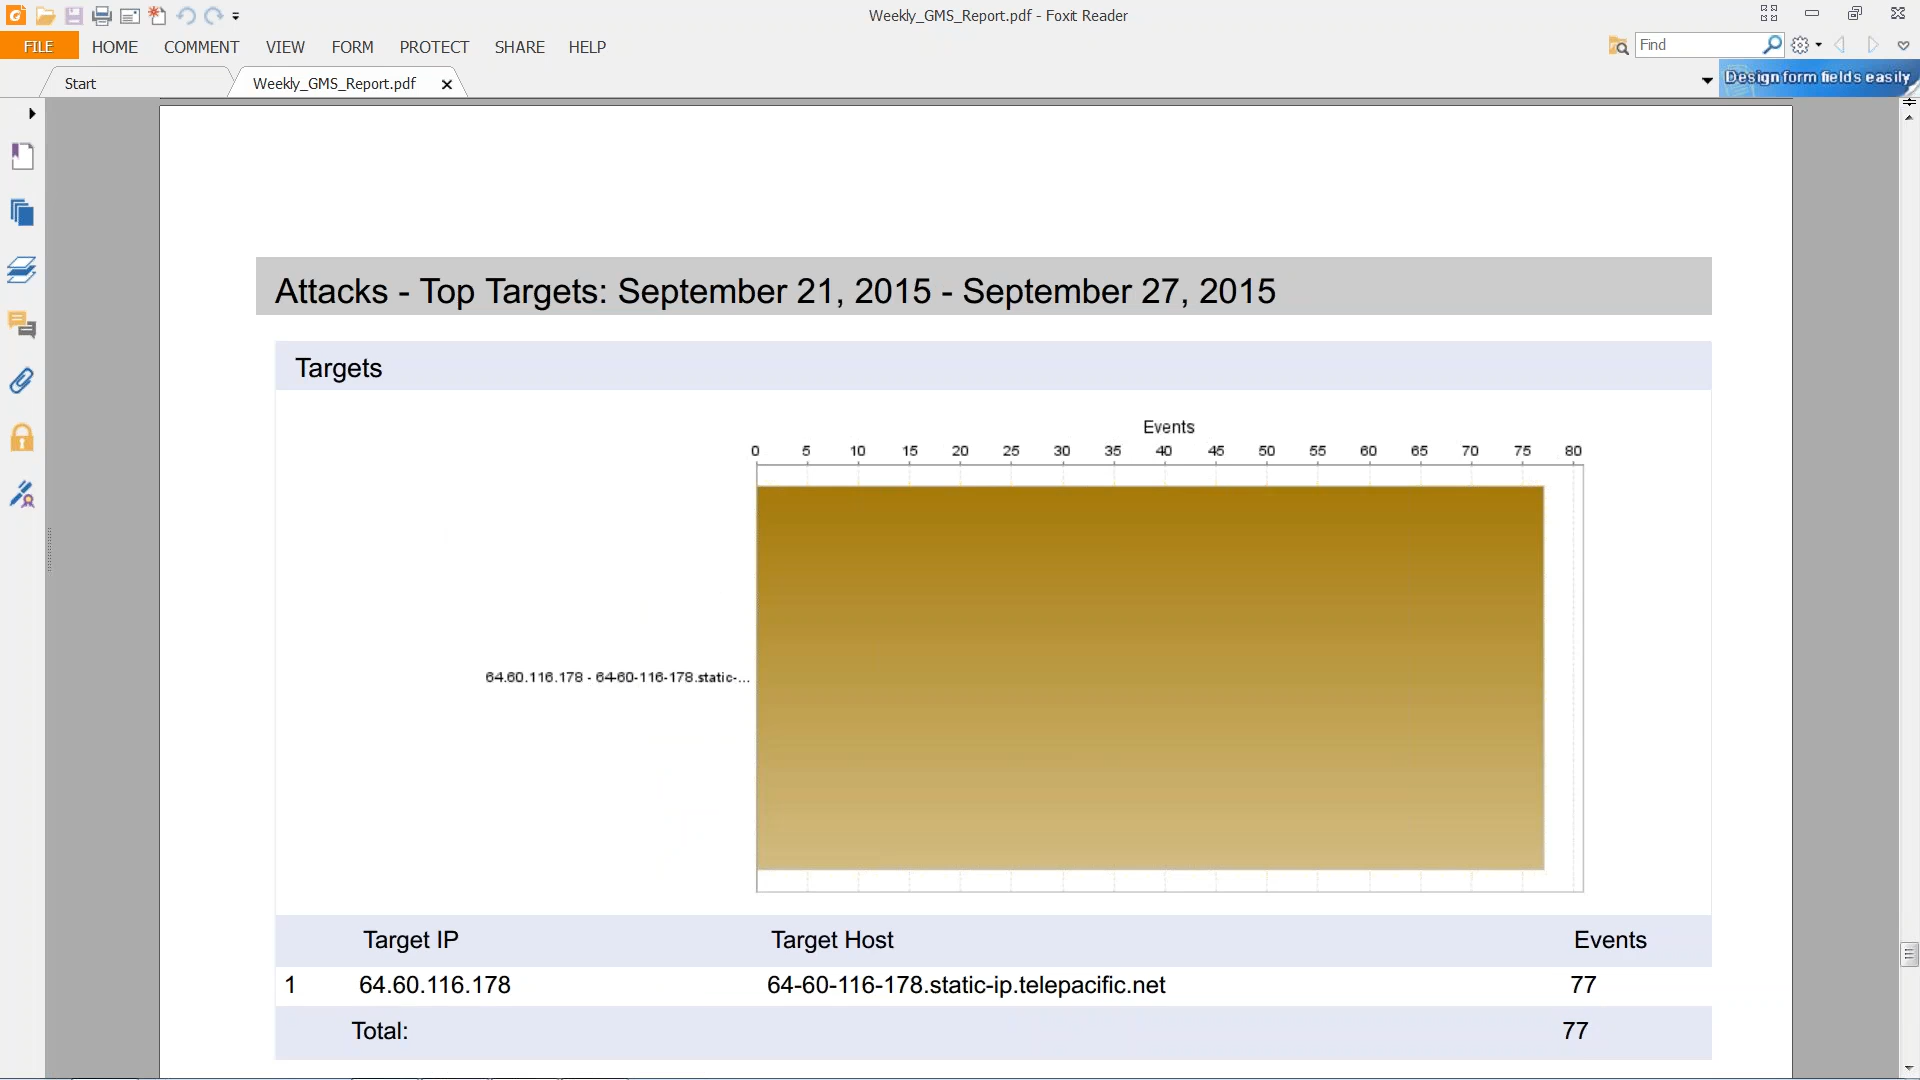 Weekly_GMS_Report.pdf - Foxit Reader
FILE HOME COMMENT VIEW FORM PROTECT SHARE HELP
Find
Start Weekly_GMS_Report.pdf
Design form fields easily
Attacks - Top Targets: September 21, 2015 - September 27, 2015
Targets
Events
0 5 10 15 20 25 30 35 40 45 50 55 60 65 70 75 80
64.60.116.178 - 64-60-116-178.static-...
Target IP Target Host Events
1 64.60.116.178 64-60-116-178.static-ip.telepacific.net 77
Total: 77